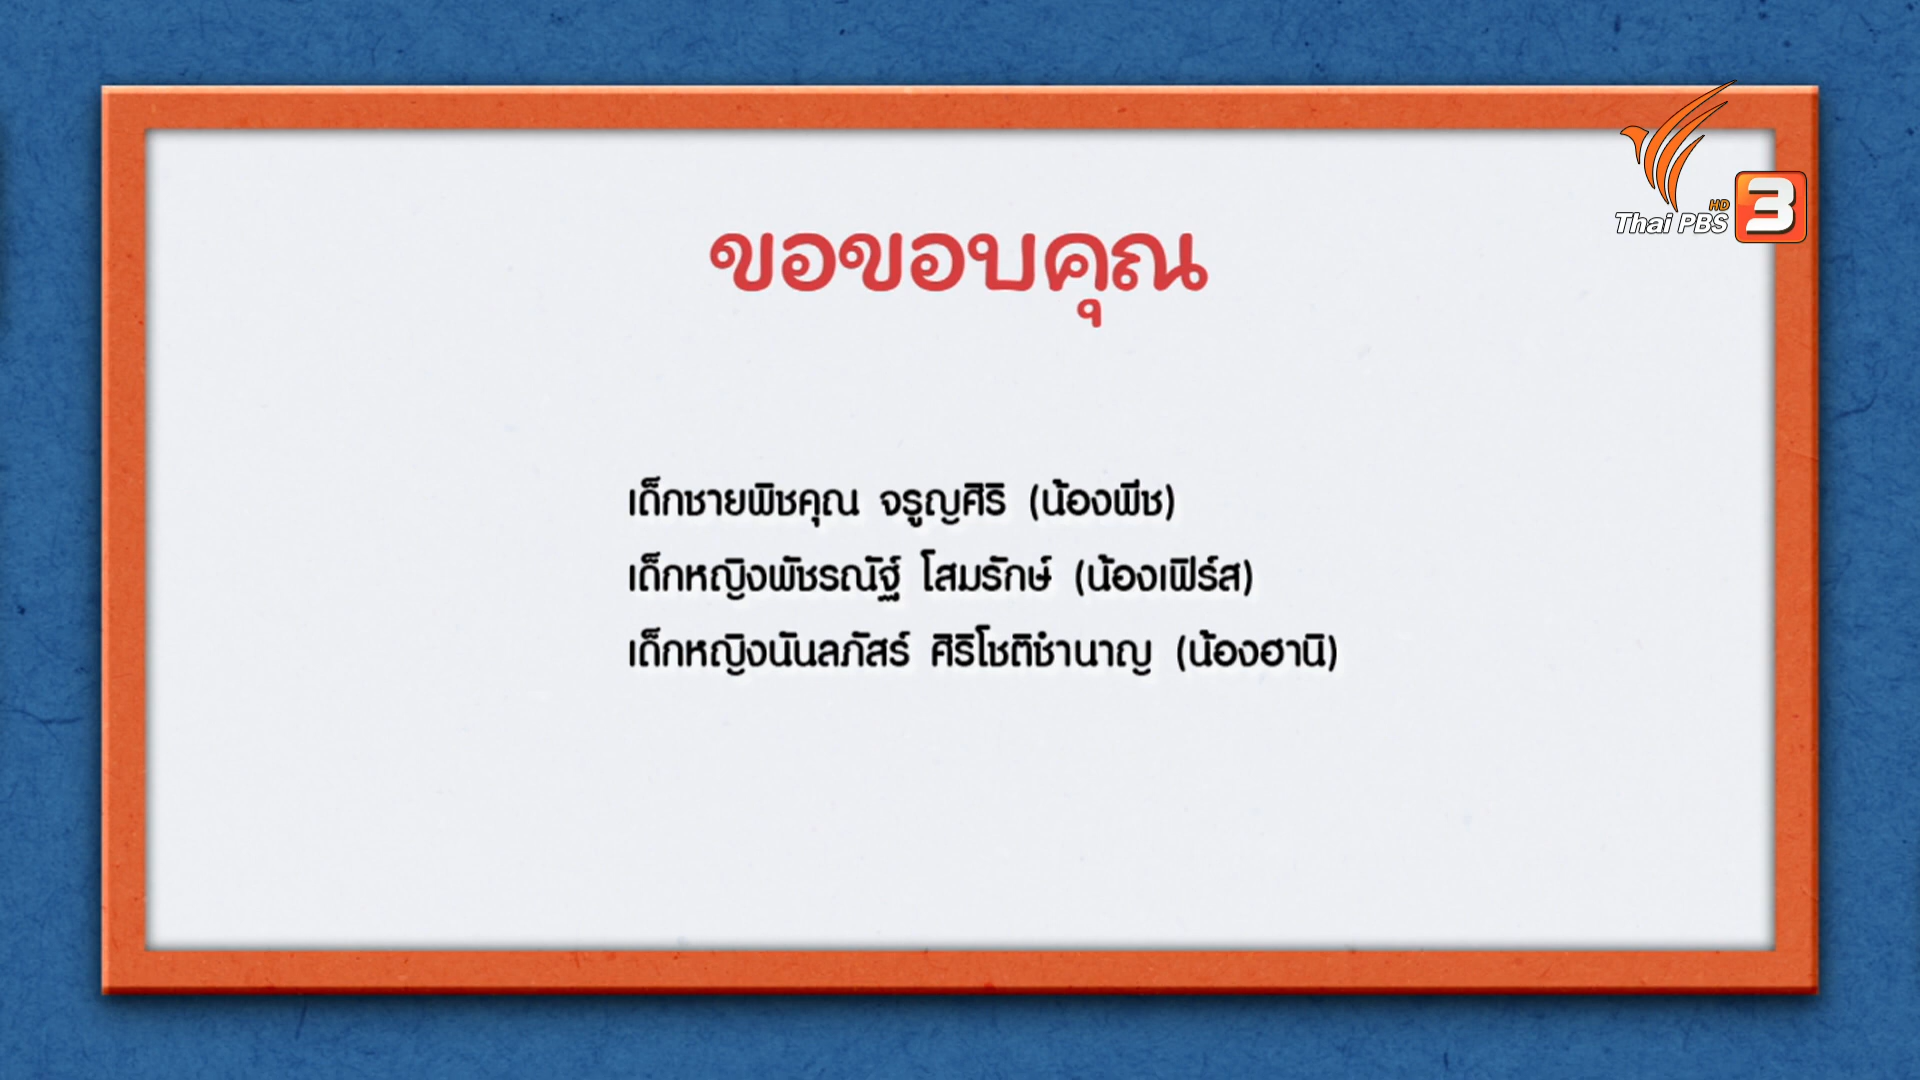 ขอขอบคุณ
HD
Thai PBS 3
เด็กชายพิชคุณ จรูญศิริ (น้องพีช)
เด็กหญิงพัชรณัฐ์ โสมรักษ์ (น้องเฟิร์ส)
เด็กหญิงนันลภัสร์ ศิริโชติชำนาญ (น้องฮานิ)